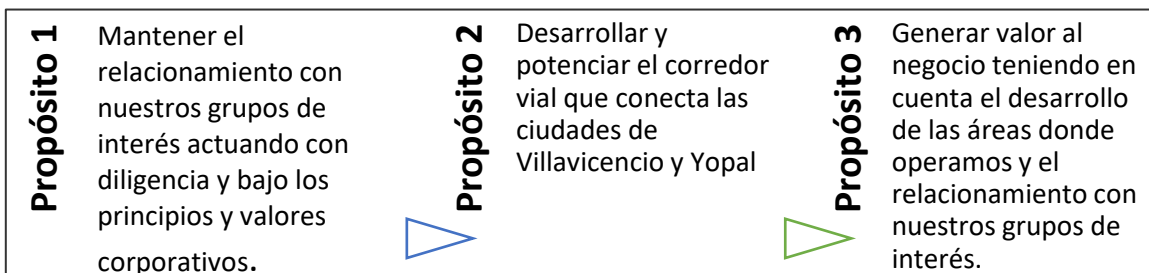 Propósito 1
Mantener el
relacionamiento con
nuestros grupos de
interés actuando con
diligencia y bajo los
principios y valores
corporativos.
Propósito 2
Desarrollar y
potenciar el corredor
vial que conecta las
ciudades de
Villavicencio y Yopal
Propósito 3
Generar valor al
negocio teniendo en
cuenta el desarrollo
de las áreas donde
operamos y el
relacionamiento con
nuestros grupos de
interés.